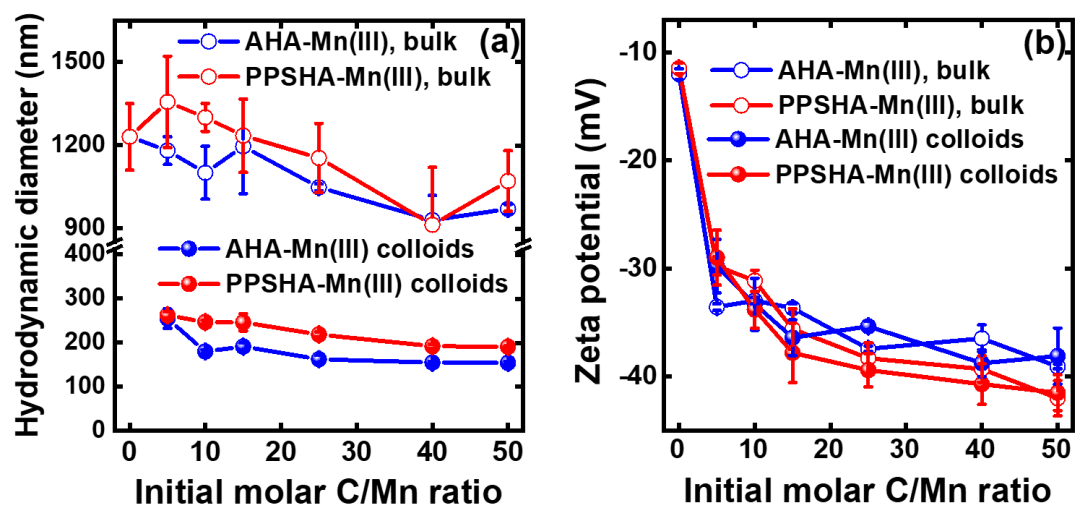 (a)
AHA-Mn(III), bulk
PPSHA-Mn(III), bulk
AHA-Mn(III) colloids
PPSHA-Mn(III) colloids
Hydrodynamic diameter (nm)
1500
1200
900
400
300
200
100
0
0 10 20 30 40 50
Initial molar C/Mn ratio
(b)
AHA-Mn(III), bulk
PPSHA-Mn(III), bulk
AHA-Mn(III) colloids
PPSHA-Mn(III) colloids
Zeta potential (mV)
-10
-20
-30
-40
0 10 20 30 40 50
Initial molar C/Mn ratio